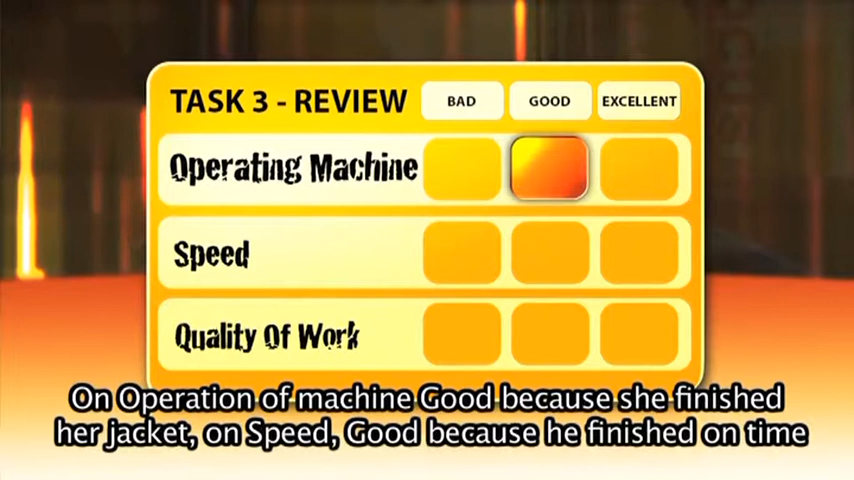 TASK 3 - REVIEW BAD GOOD EXCELLENT
Operating Machine
Speed
Quality Of Work
On Operation of machine Good because she finished
her jacket, on Speed, Good because he finished on time